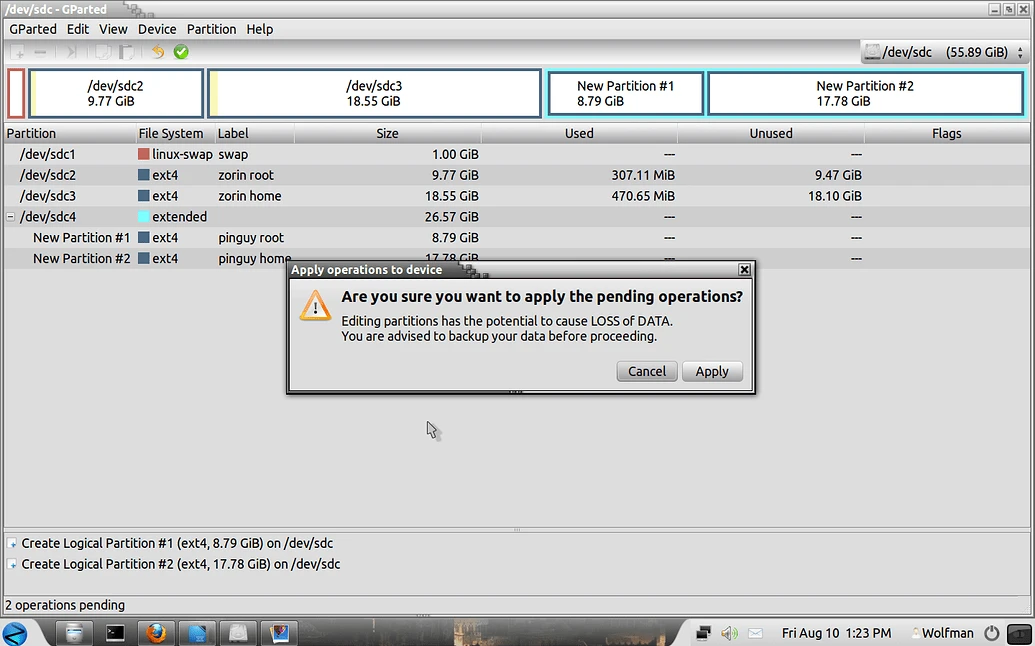 /dev/sdc - GParted
GParted Edit View Device Partition Help
/dev/sdc (55.89 GiB)
/dev/sdc2
9.77 GiB
/dev/sdc3
18.55 GiB
New Partition #1
8.79 GiB
New Partition #2
17.78 GiB
Partition File System Label Size Used Unused Flags
/dev/sdc1 linux-swap swap 1.00 GiB --- ---
/dev/sdc2 ext4 zorin root 9.77 GiB 307.11 MiB 9.47 GiB
/dev/sdc3 ext4 zorin home 18.55 GiB 470.65 MiB 18.10 GiB
/dev/sdc4 extended 26.57 GiB --- ---
New Partition #1 ext4 pinguy root 8.79 GiB --- ---
New Partition #2 ext4 pinguy home 17.78 GiB --- ---
Apply operations to device
Are you sure you want to apply the pending operations?
Editing partitions has the potential to cause LOSS of DATA.
You are advised to backup your data before proceeding.
Cancel Apply
Create Logical Partition #1 (ext4, 8.79 GiB) on /dev/sdc
Create Logical Partition #2 (ext4, 17.78 GiB) on /dev/sdc
2 operations pending
Fri Aug 10 1:23 PM Wolfman